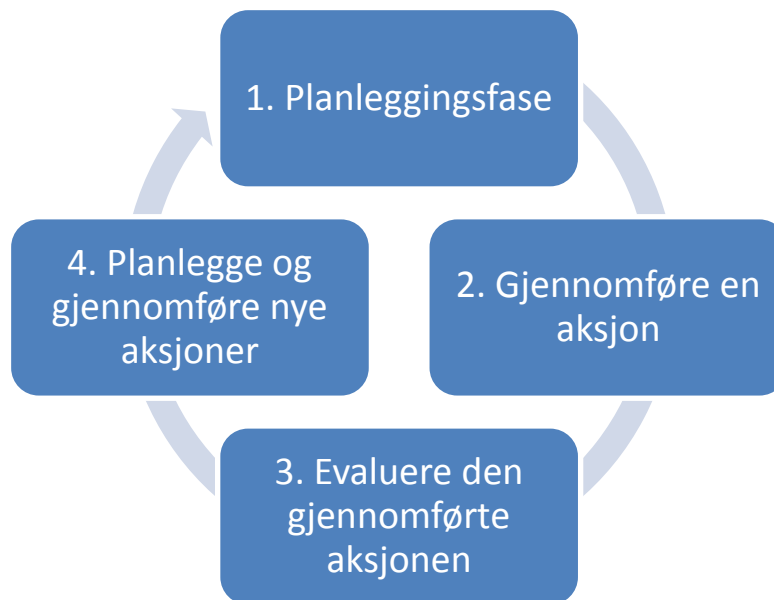 1. Planleggingsfase
2. Gjennomføre en
aksjon
3. Evaluere den
gjennomførte
aksjonen
4. Planlegge og
gjennomføre nye
aksjoner